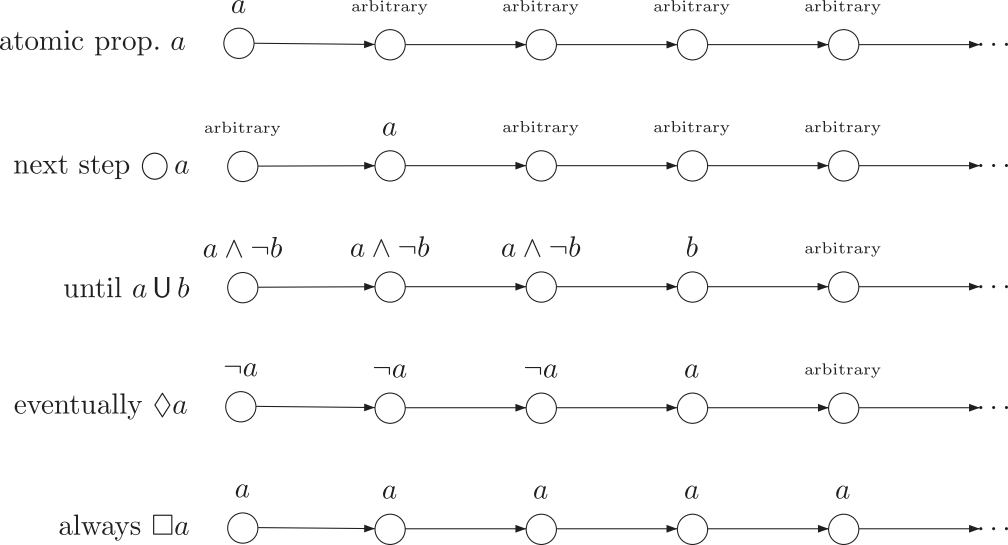 a arbitrary arbitrary arbitrary arbitrary
atomic prop. a ···
arbitrary a arbitrary arbitrary arbitrary
next step ◯ a ···
a ∧ ¬b a ∧ ¬b a ∧ ¬b b arbitrary
until a U b ···
¬a ¬a ¬a a arbitrary
eventually ◊a ···
a a a a a
always □a ···